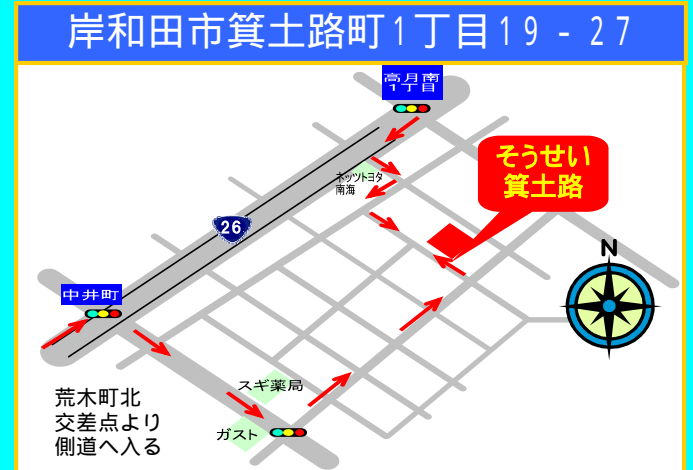 岸和田市箕土路町1丁目19-27
高月南
1丁目
そうせい
箕土路
ネッツトヨタ
南海
26
N
中井町
スギ薬局
荒木町北
交差点より
側道へ入る
ガスト